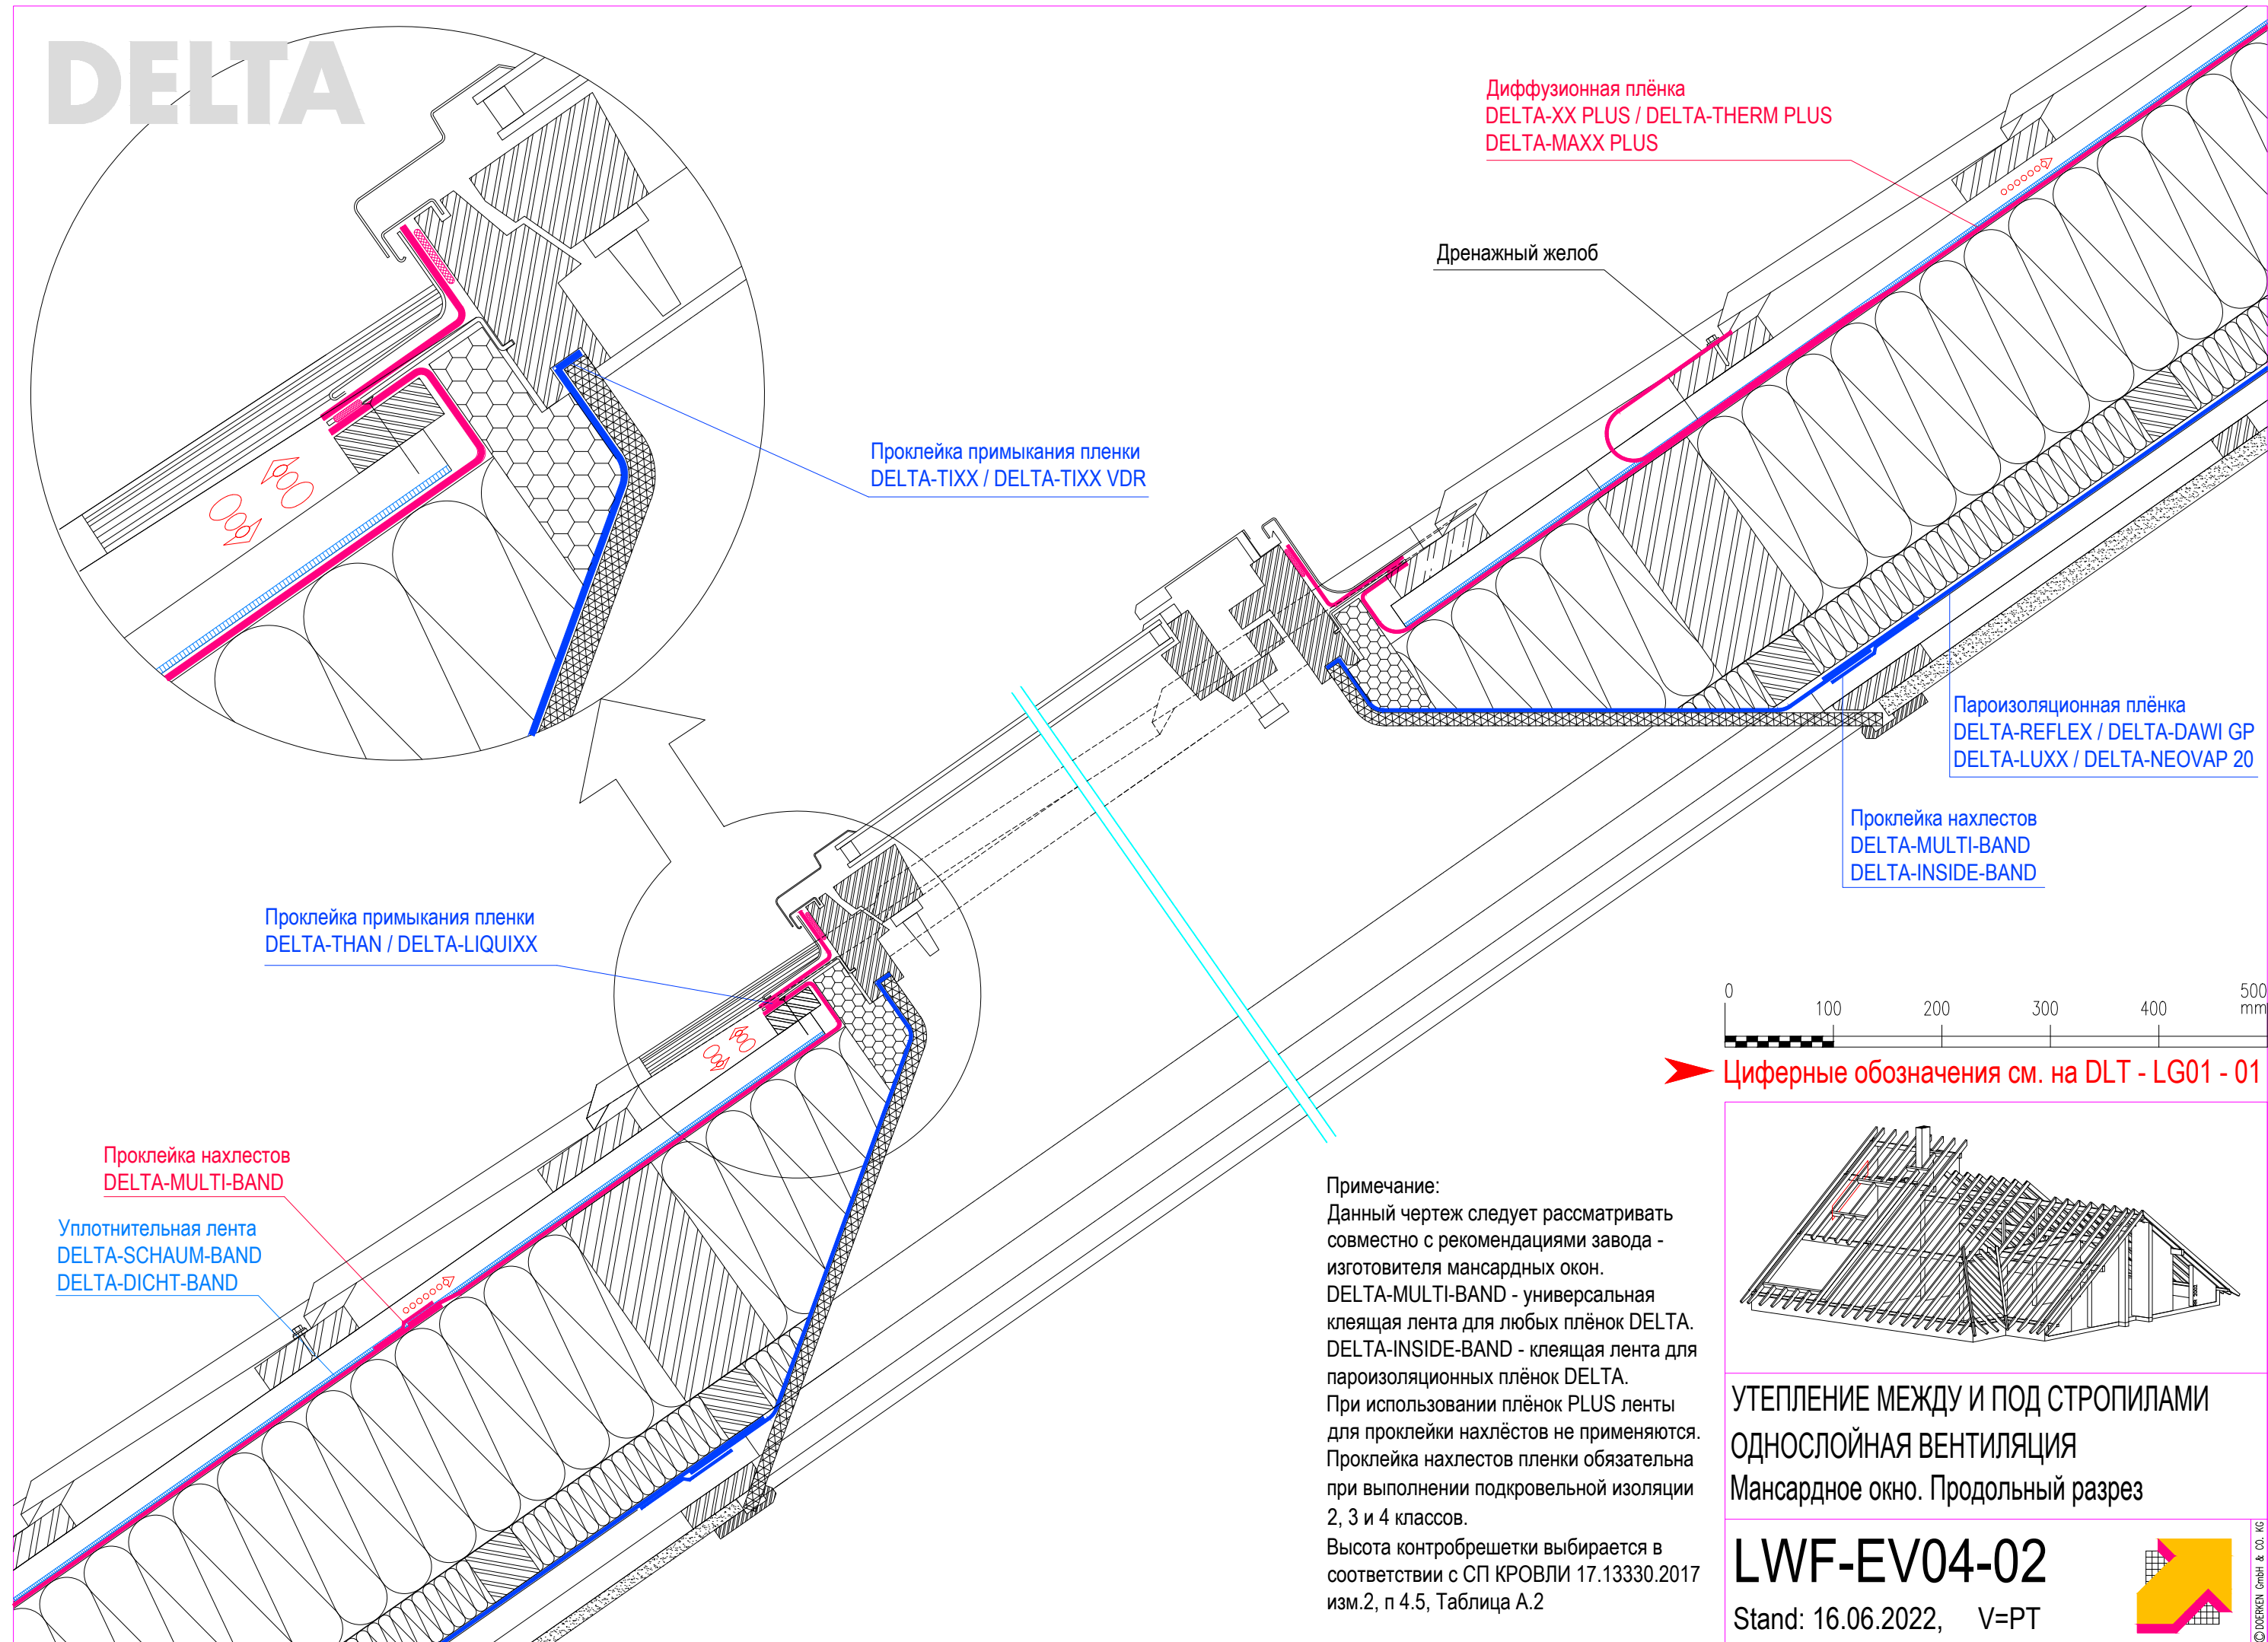 DELTA
Диффузионная плёнка
DELTA-XX PLUS / DELTA-THERM PLUS
DELTA-MAXX PLUS
Дренажный желоб
Проклейка примыкания пленки
DELTA-TIXX / DELTA-TIXX VDR
Пароизоляционная плёнка
DELTA-REFLEX / DELTA-DAWI GP
DELTA-LUXX / DELTA-NEOVAP 20
Проклейка нахлестов
DELTA-MULTI-BAND
DELTA-INSIDE-BAND
Проклейка примыкания пленки
DELTA-THAN / DELTA-LIQUIXX
0 100 200 300 400 500
mm
Циферные обозначения см. на DLT - LG01 - 01
Проклейка нахлестов
DELTA-MULTI-BAND
Уплотнительная лента
DELTA-SCHAUM-BAND
DELTA-DICHT-BAND
Примечание:
Данный чертеж следует рассматривать
совместно с рекомендациями завода -
изготовителя мансардных окон.
DELTA-MULTI-BAND - универсальная
клеящая лента для любых плёнок DELTA.
DELTA-INSIDE-BAND - клеящая лента для
пароизоляционных плёнок DELTA.
При использовании плёнок PLUS ленты
для проклейки нахлёстов не применяются.
Проклейка нахлестов пленки обязательна
при выполнении подкровельной изоляции
2, 3 и 4 классов.
Высота контробрешетки выбирается в
соответствии с СП КРОВЛИ 17.13330.2017
изм.2, п 4.5, Таблица А.2
УТЕПЛЕНИЕ МЕЖДУ И ПОД СТРОПИЛАМИ
ОДНОСЛОЙНАЯ ВЕНТИЛЯЦИЯ
Мансардное окно. Продольный разрез
LWF-EV04-02
Stand: 16.06.2022, V=PT
© DOERKEN GmbH & CO. KG